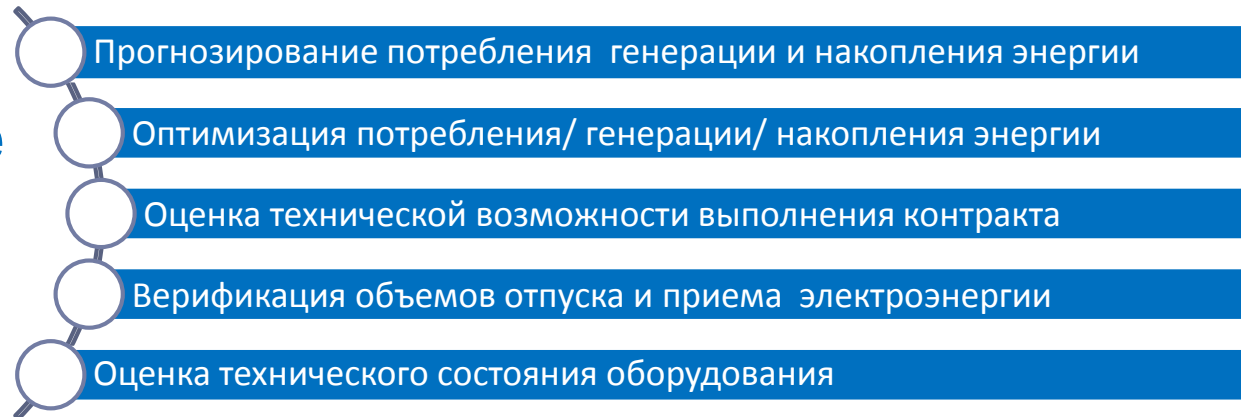 Прогнозирование потребления  генерации и накопления энергии
Оптимизация потребления/ генерации/ накопления энергии
е
Оценка технической возможности выполнения контракта
Верификация объемов отпуска и приема  электроэнергии
Оценка технического состояния оборудования